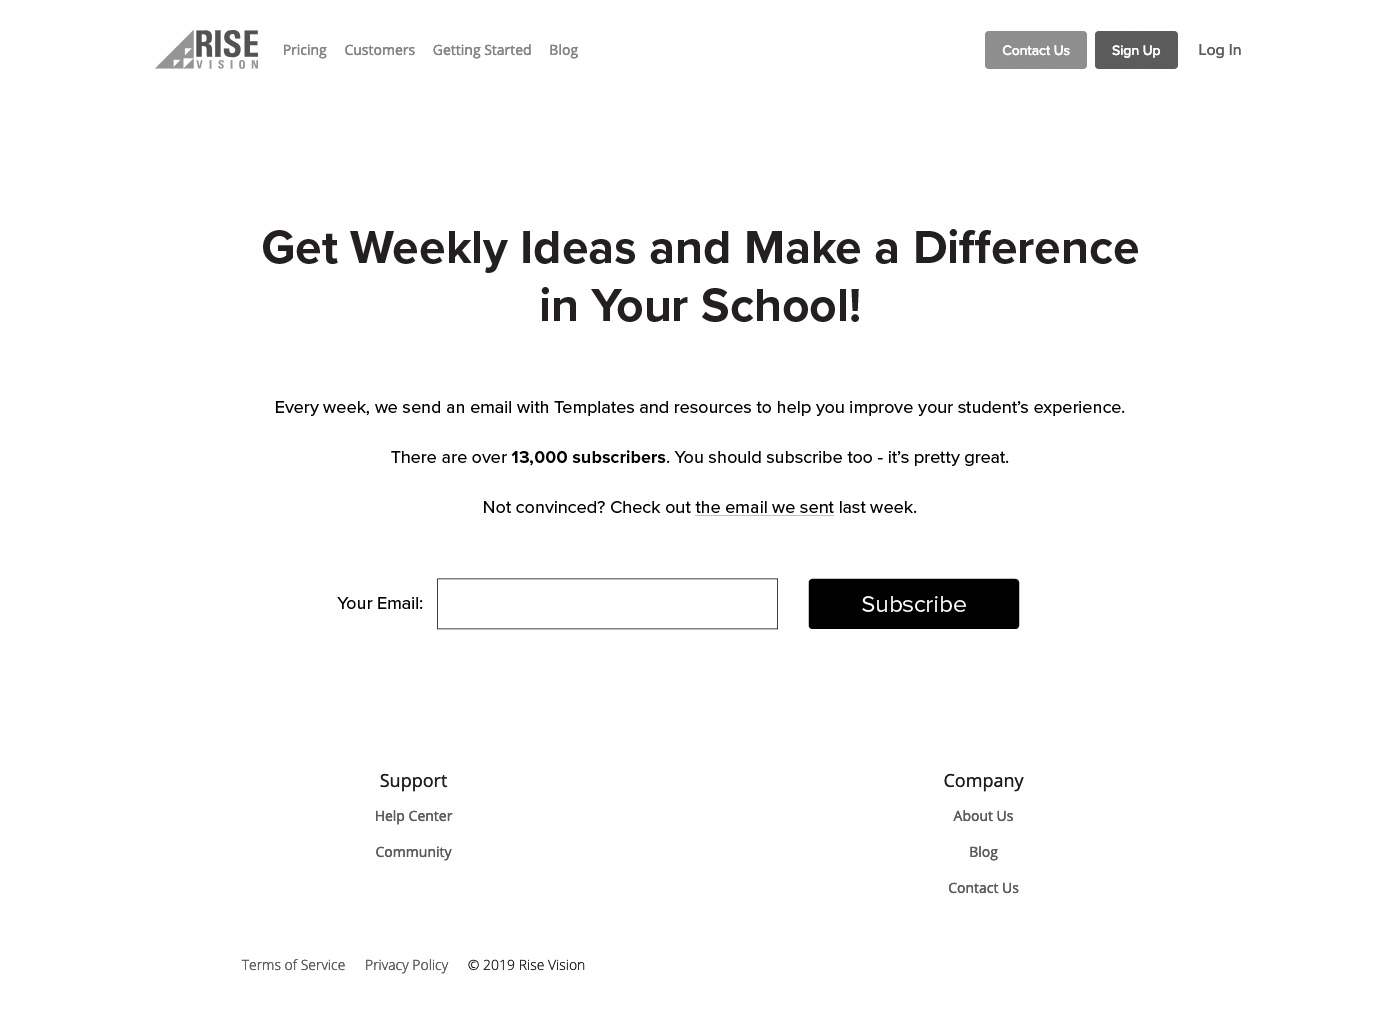 RISE
VISION
Pricing Customers Getting Started Blog
Contact Us Sign Up Log In
Get Weekly Ideas and Make a Difference
in Your School!
Every week, we send an email with Templates and resources to help you improve your student's experience.
There are over 13,000 subscribers. You should subscribe too - it's pretty great.
Not convinced? Check out the email we sent last week.
Your Email: Subscribe
Support
Help Center
Community
Company
About Us
Blog
Contact Us
Terms of Service Privacy Policy © 2019 Rise Vision